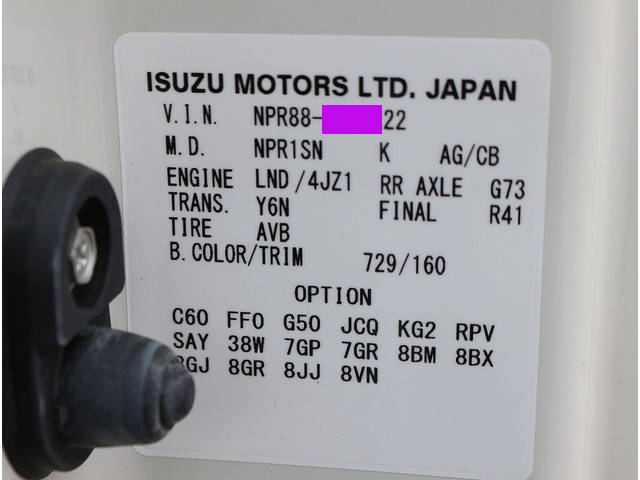 ISUZU MOTORS LTD. JAPAN
V.I.N. NPR88- 22
M.D. NPR1SN K AG/CB
ENGINE LND/4JZ1 RR AXLE G73
TRANS. Y6N FINAL R41
TIRE AVB
B.COLOR/TRIM 729/160
OPTION
C60 FF0 G50 JCQ KG2 RPV
SAY 38W 7GP 7GR 8BM 8BX
8GR 8JJ 8VN